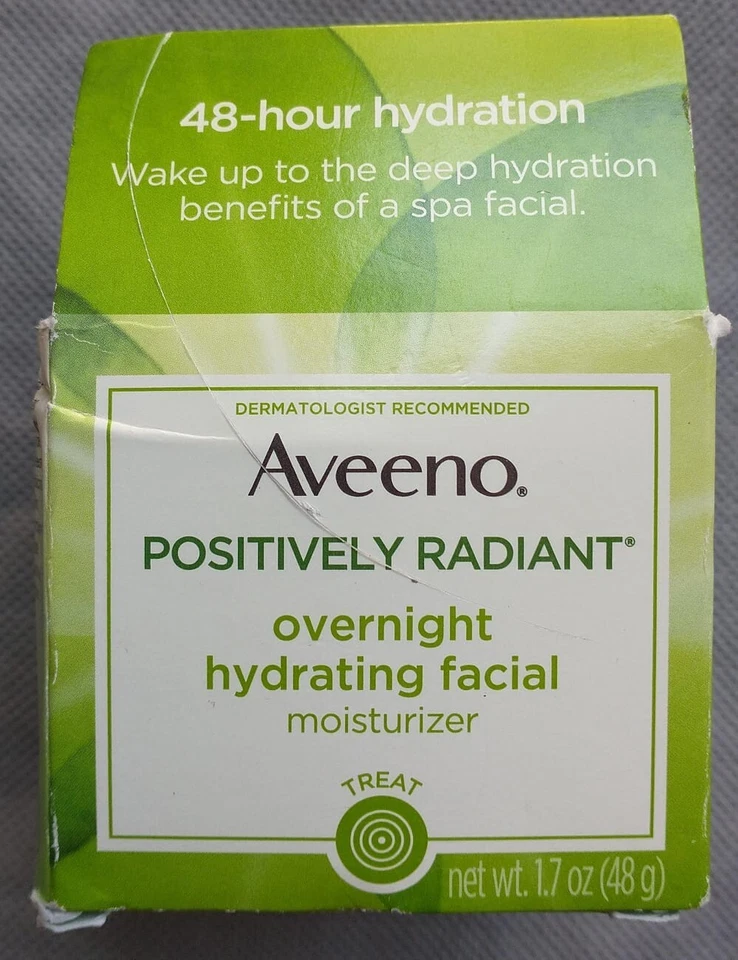 48-hour hydration
Wake up to the deep hydration
benefits of a spa facial.
DERMATOLOGIST RECOMMENDED
Aveeno®
POSITIVELY RADIANT®
overnight
hydrating facial
moisturizer
TREAT
net wt. 1.7 oz (48 g)